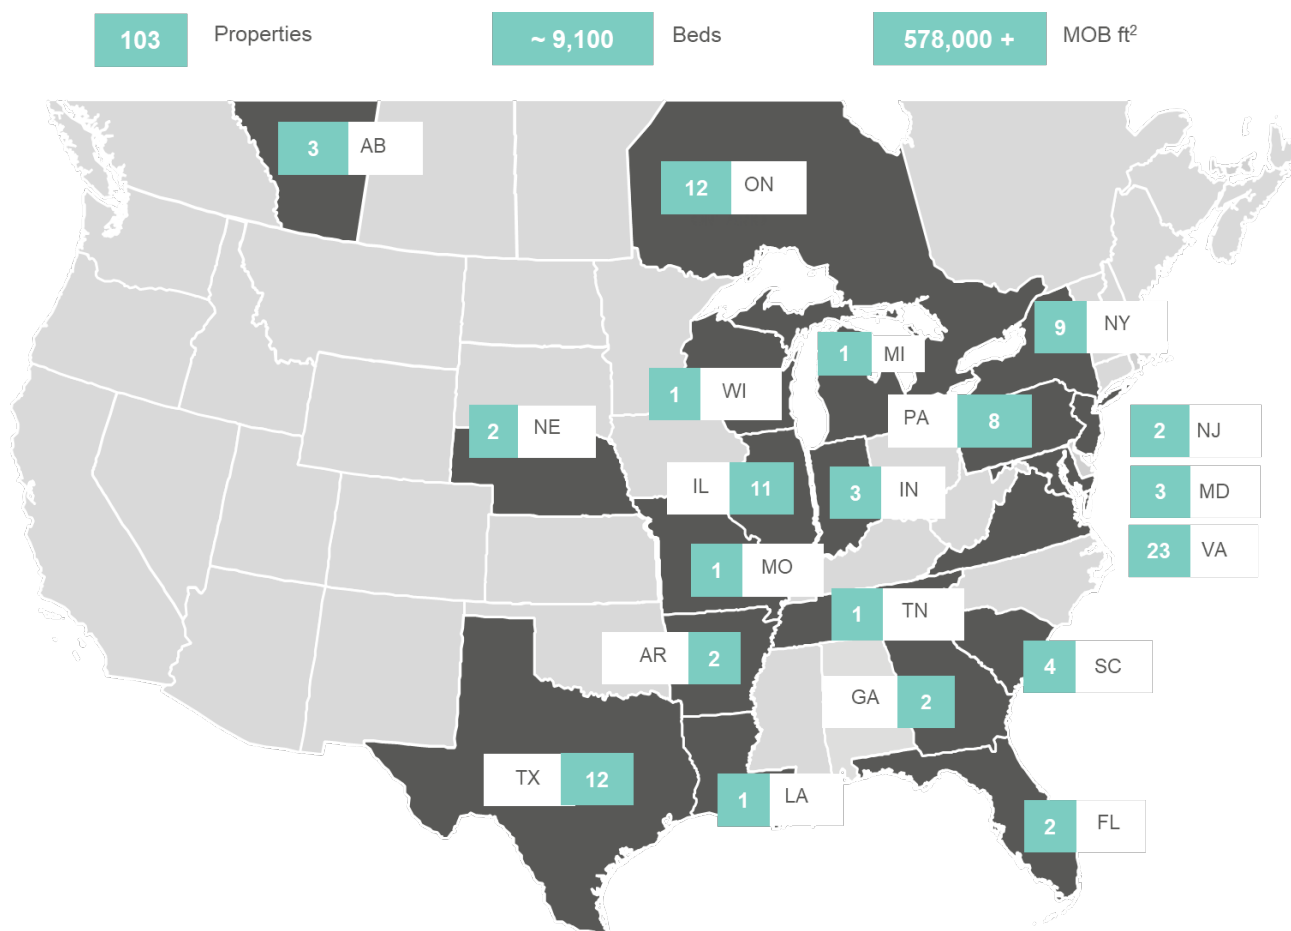 103 Properties ~ 9,100 Beds 578,000 + MOB ft²
3 AB
12 ON
9 NY
1 MI
1 WI
PA 8
2 NE
2 NJ
IL 11
3 IN
3 MD
23 VA
1 MO
1 TN
AR 2
4 SC
GA 2
TX 12
1 LA
2 FL